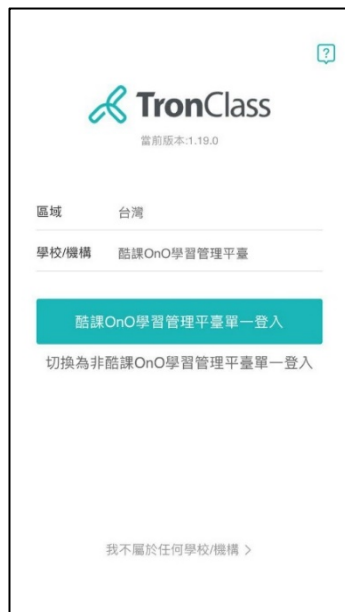 ?
TronClass
當前版本:1.19.0
區域 台灣
學校/機構 酷課OnO學習管理平臺
酷課OnO學習管理平臺單一登入
切換為非酷課OnO學習管理平臺單一登入
我不屬於任何學校/機構 >